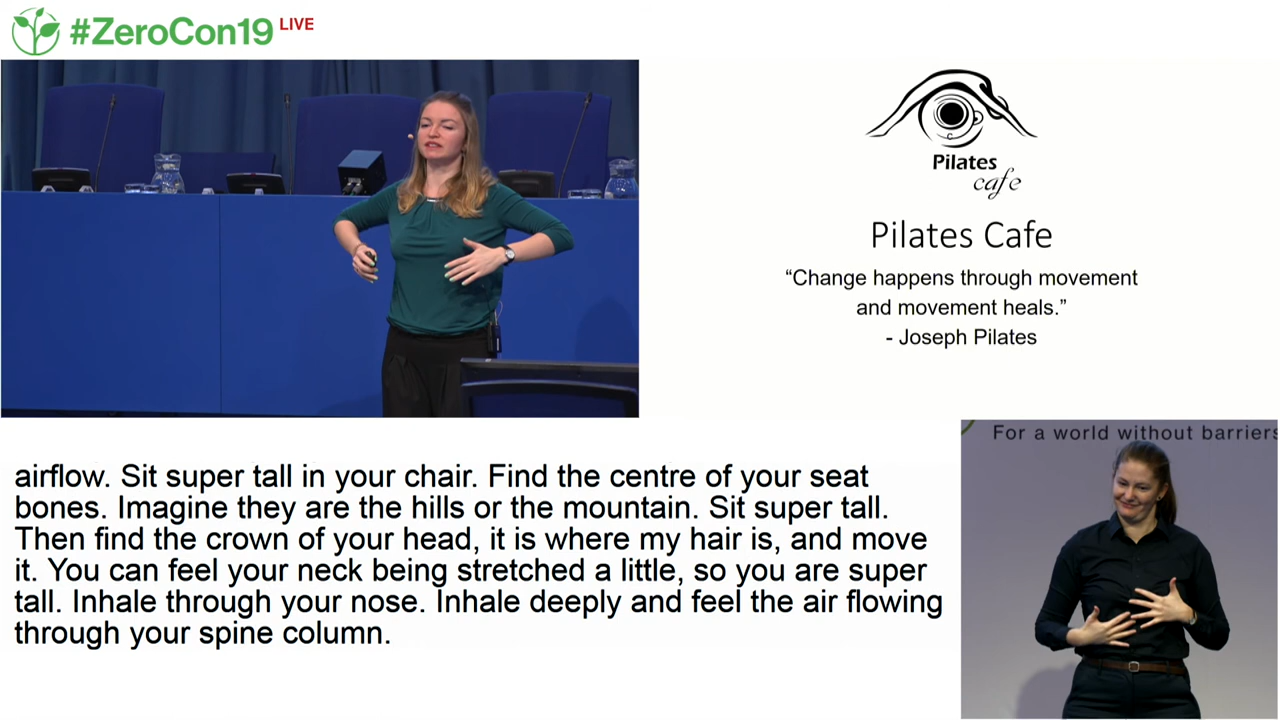 #ZeroCon19 LIVE
Pilates
cafe
Pilates Cafe
“Change happens through movement
and movement heals.”
- Joseph Pilates
airflow. Sit super tall in your chair. Find the centre of your seat
bones. Imagine they are the hills or the mountain. Sit super tall.
Then find the crown of your head, it is where my hair is, and move
it. You can feel your neck being stretched a little, so you are super
tall. Inhale through your nose. Inhale deeply and feel the air flowing
through your spine column.
For a world without barriers